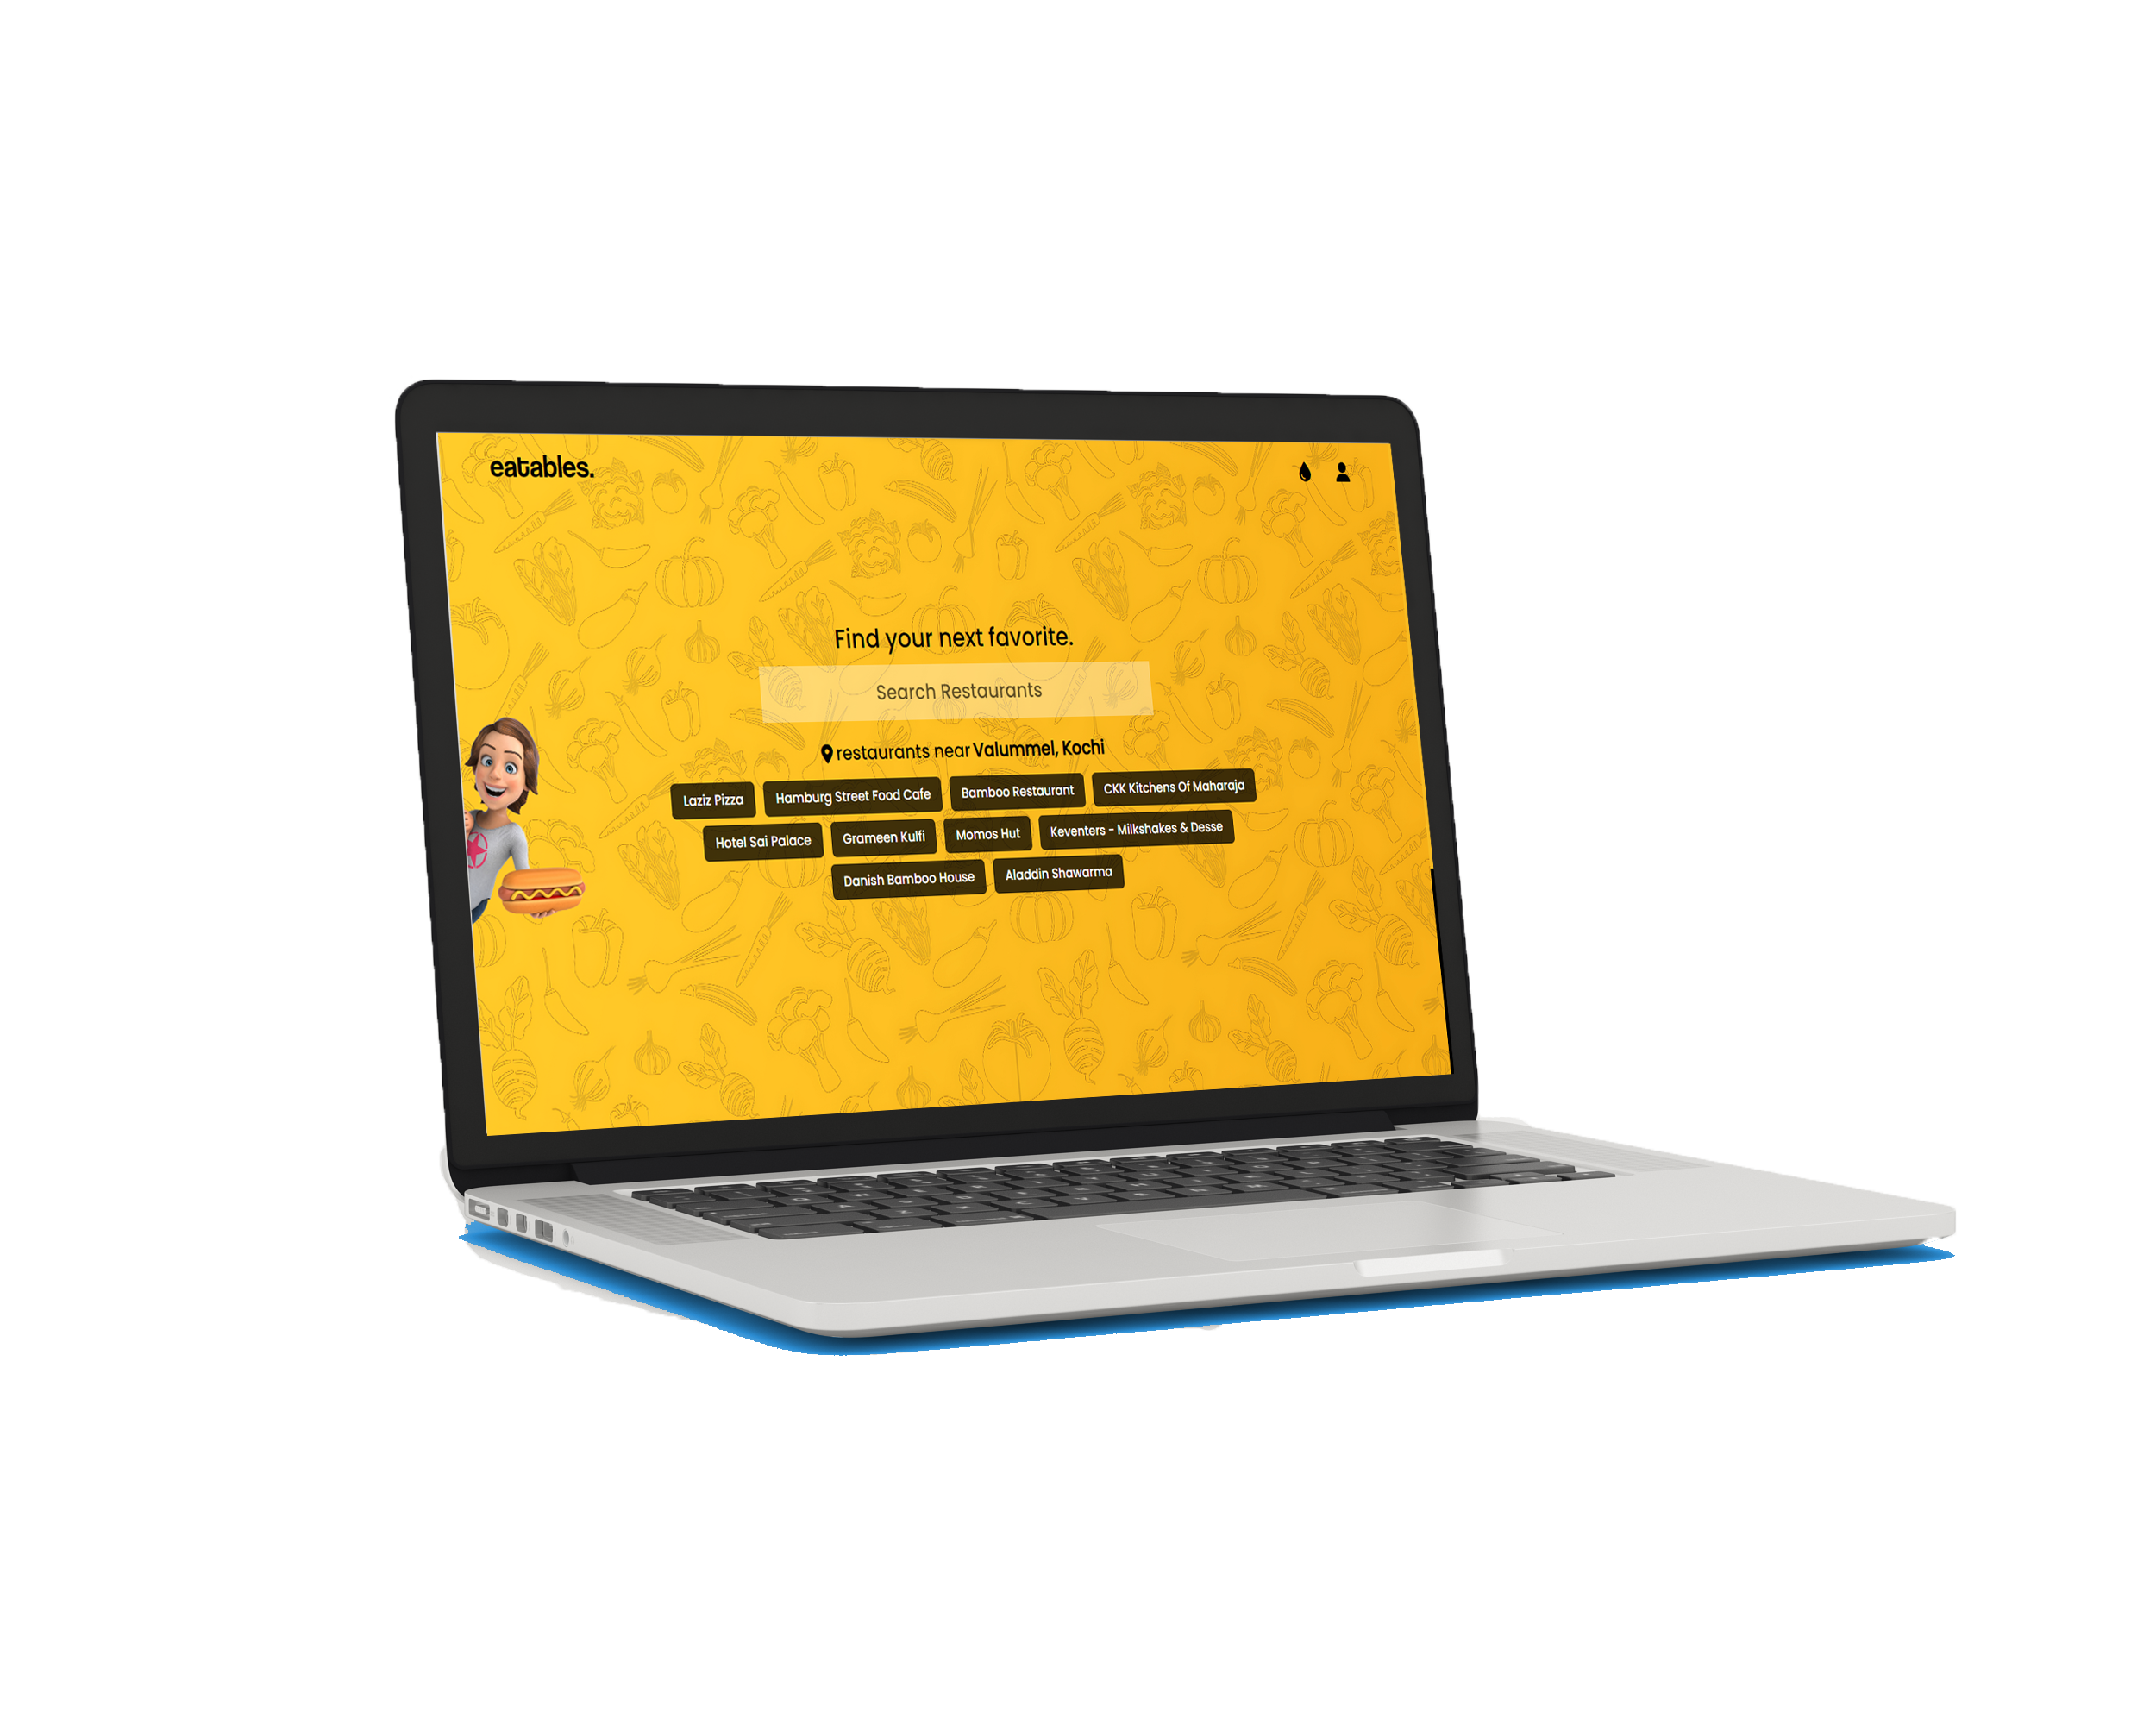 eatables.
Find your next favorite.
Search Restaurants
restaurants near Valummel, Kochi
Laziz Pizza Hamburg Street Food Cafe Bamboo Restaurant CKK Kitchens Of Maharaja
Hotel Sai Palace Grameen Kulfi Momos Hut Keventers - Milkshakes & Desse
Danish Bamboo House Aladdin Shawarma